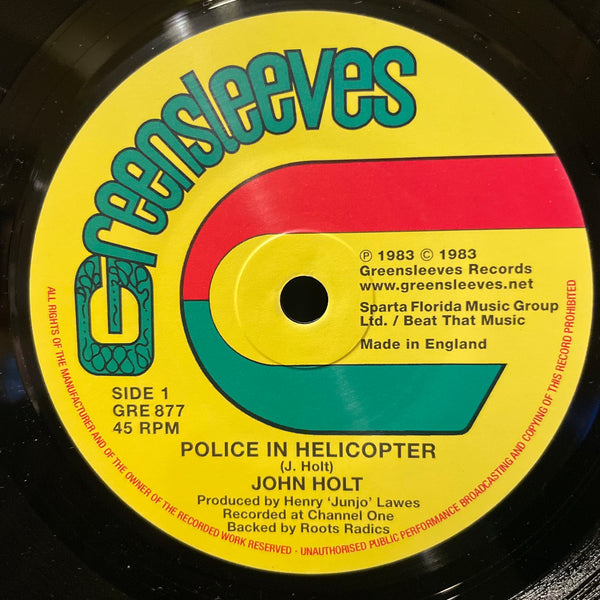 Greensleeves
℗ 1983 © 1983
Greensleeves Records
www.greensleeves.net
Sparta Florida Music Group
Ltd. / Beat That Music
Made in England
SIDE 1
GRE 877
45 RPM
POLICE IN HELICOPTER
(J. Holt)
JOHN HOLT
Produced by Henry ‘Junjo’ Lawes
Recorded at Channel One
Backed by Roots Radics
ALL RIGHTS OF THE MANUFACTURER AND OF THE OWNER OF THE RECORDED WORK RESERVED - UNAUTHORISED PUBLIC PERFORMANCE BROADCASTING AND COPYING OF THIS RECORD PROHIBITED